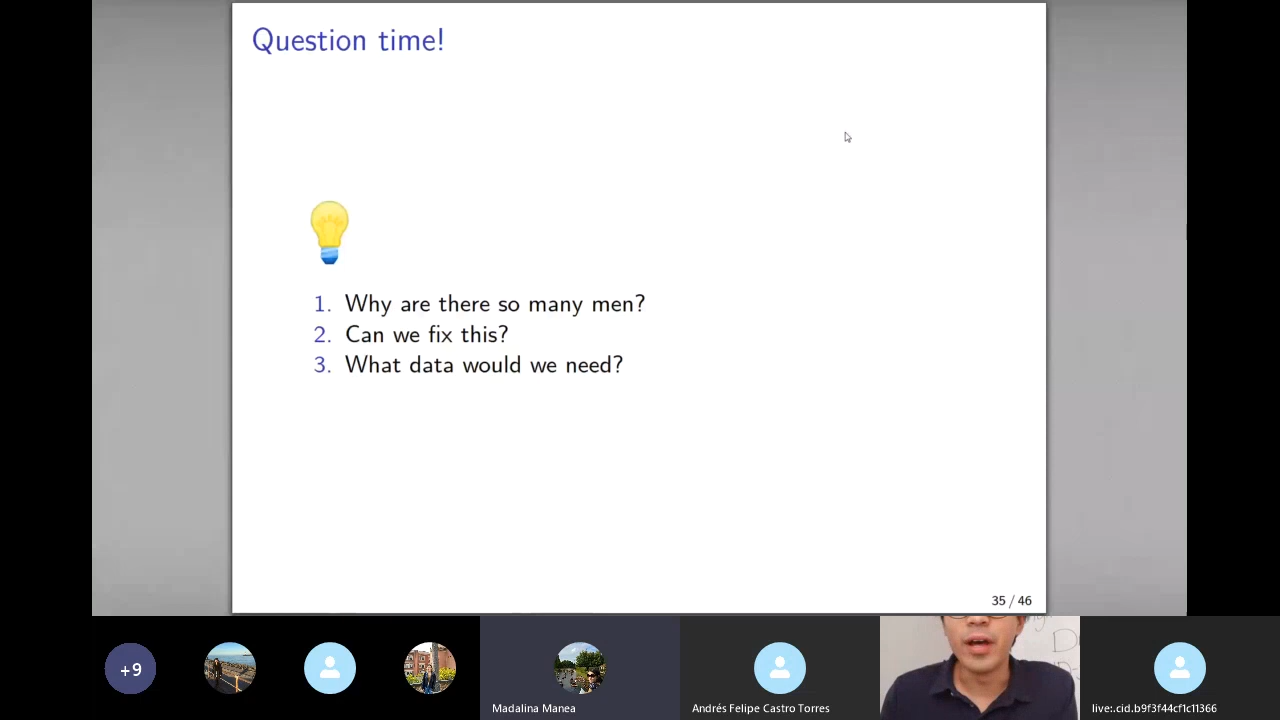 Question time!
1. Why are there so many men?
2. Can we fix this?
3. What data would we need?
35 / 46
+9
Madalina Manea
Andrés Felipe Castro Torres
live:.cid.b9f3f44cf1c11366